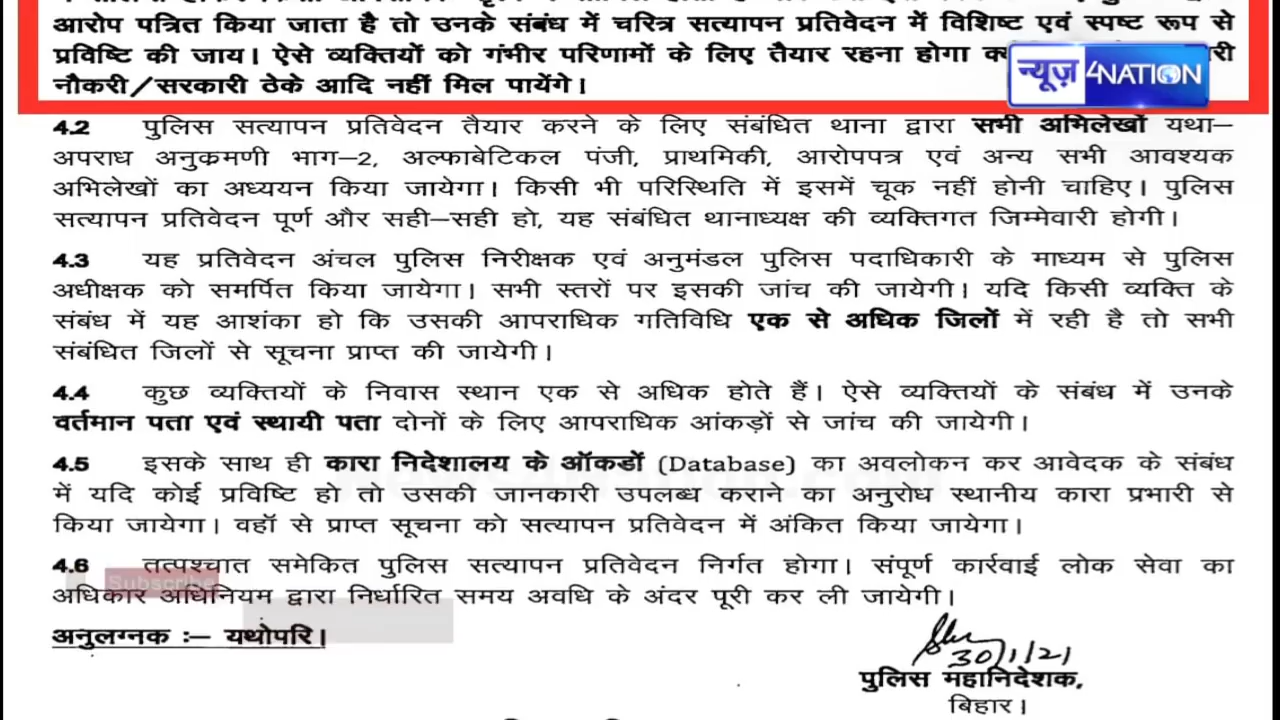 आरोप पत्रित किया जाता है तो उनके संबंध में चरित्र सत्यापन प्रतिवेदन में विशिष्ट एवं स्पष्ट रूप से
प्रविष्टि की जाय। ऐसे व्यक्तियों को गंभीर परिणामों के लिए तैयार रहना होगा
नौकरी/सरकारी ठेके आदि नहीं मिल पायेंगे।
न्यूज़ 4NATION
4.2 पुलिस सत्यापन प्रतिवेदन तैयार करने के लिए संबंधित थाना द्वारा सभी अभिलेखों यथा–
अपराध अनुक्रमणी भाग–2, अल्फाबेटिकल पंजी, प्राथमिकी, आरोपपत्र एवं अन्य सभी आवश्यक
अभिलेखों का अध्ययन किया जायेगा। किसी भी परिस्थिति में इसमें चूक नहीं होनी चाहिए। पुलिस
सत्यापन प्रतिवेदन पूर्ण और सही–सही हो, यह संबंधित थानाध्यक्ष की व्यक्तिगत जिम्मेवारी होगी।
4.3 यह प्रतिवेदन अंचल पुलिस निरीक्षक एवं अनुमंडल पुलिस पदाधिकारी के माध्यम से पुलिस
अधीक्षक को समर्पित किया जायेगा। सभी स्तरों पर इसकी जांच की जायेगी। यदि किसी व्यक्ति के
संबंध में यह आशंका हो कि उसकी आपराधिक गतिविधि एक से अधिक जिलों में रही है तो सभी
संबंधित जिलों से सूचना प्राप्त की जायेगी।
4.4 कुछ व्यक्तियों के निवास स्थान एक से अधिक होते हैं। ऐसे व्यक्तियों के संबंध में उनके
वर्तमान पता एवं स्थायी पता दोनों के लिए आपराधिक आंकड़ों से जांच की जायेगी।
4.5 इसके साथ ही कारा निदेशालय के ऑकडों (Database) का अवलोकन कर आवेदक के संबंध
में यदि कोई प्रविष्टि हो तो उसकी जानकारी उपलब्ध कराने का अनुरोध स्थानीय कारा प्रभारी से
किया जायेगा। वहॉ से प्राप्त सूचना को सत्यापन प्रतिवेदन में अंकित किया जायेगा।
4.6 तत्पश्चात समेकित पुलिस सत्यापन प्रतिवेदन निर्गत होगा। संपूर्ण कार्रवाई लोक सेवा का
Subscribe
अधिकार अधिनियम द्वारा निर्धारित समय अवधि के अंदर पूरी कर ली जायेगी।
अनुलग्नक :– यथोपरि।
30/1/21
पुलिस महानिदेशक,
बिहार।